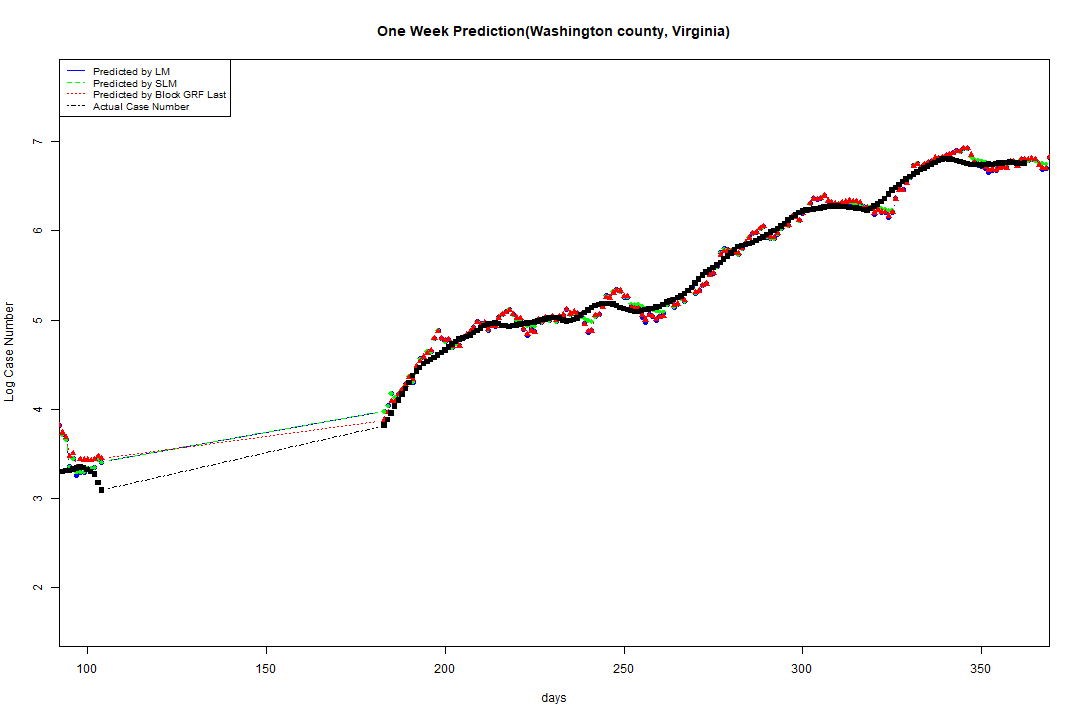 One Week Prediction(Washington county, Virginia)
Predicted by LM
Predicted by SLM
Predicted by Block GRF Last
Actual Case Number
7
6
5
4
3
2
Log Case Number
100 150 200 250 300 350
days